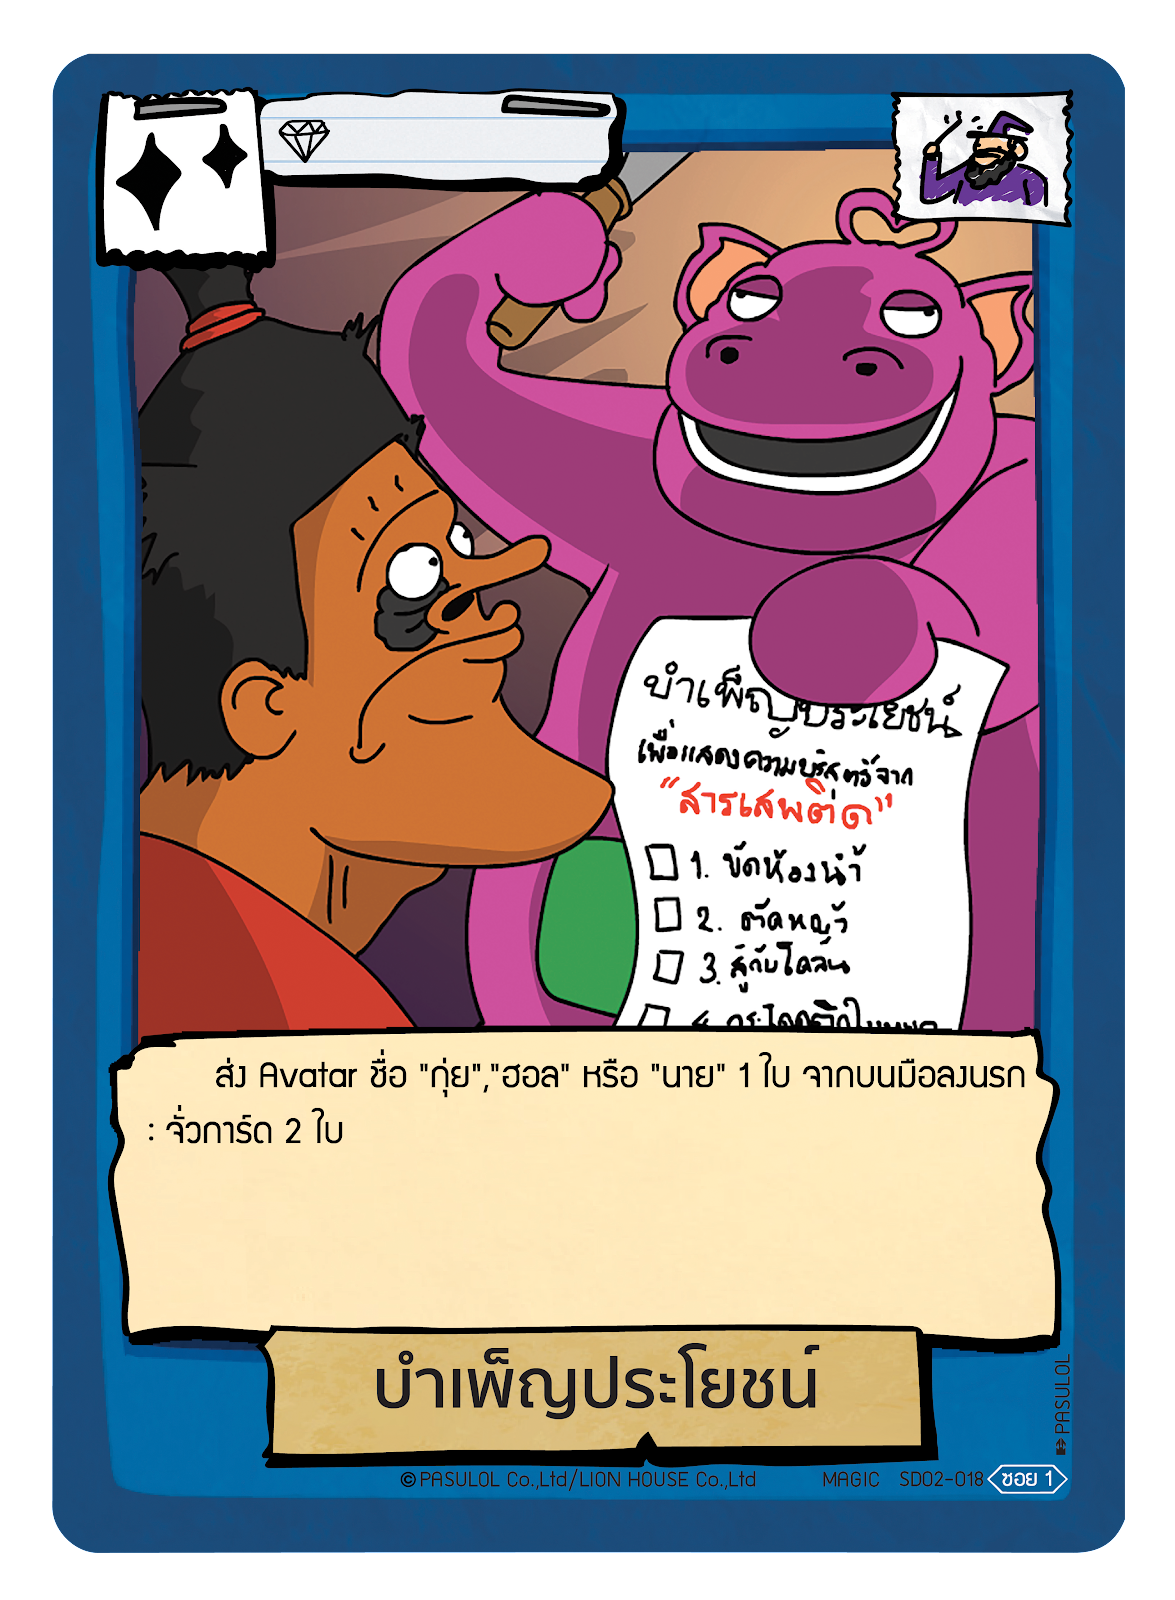 บำเพ็ญประโยชน์
เพื่อแสดงความบริสุทธิ์จาก
"สารเสพติด"
1. ขัดห้องน้ำ
2. ตัดหญ้า
3. สู้กับโคล้น
4.
ส่ง Avatar ชื่อ "กุ่ย","ฮอล" หรือ "นาย" 1 ใบ จากบนมือลงนรก
: จั่วการ์ด 2 ใบ
บำเพ็ญประโยชน์
PASULOL
© PASULOL Co.,Ltd/LION HOUSE Co.,Ltd MAGIC SD02-018 ซอย 1